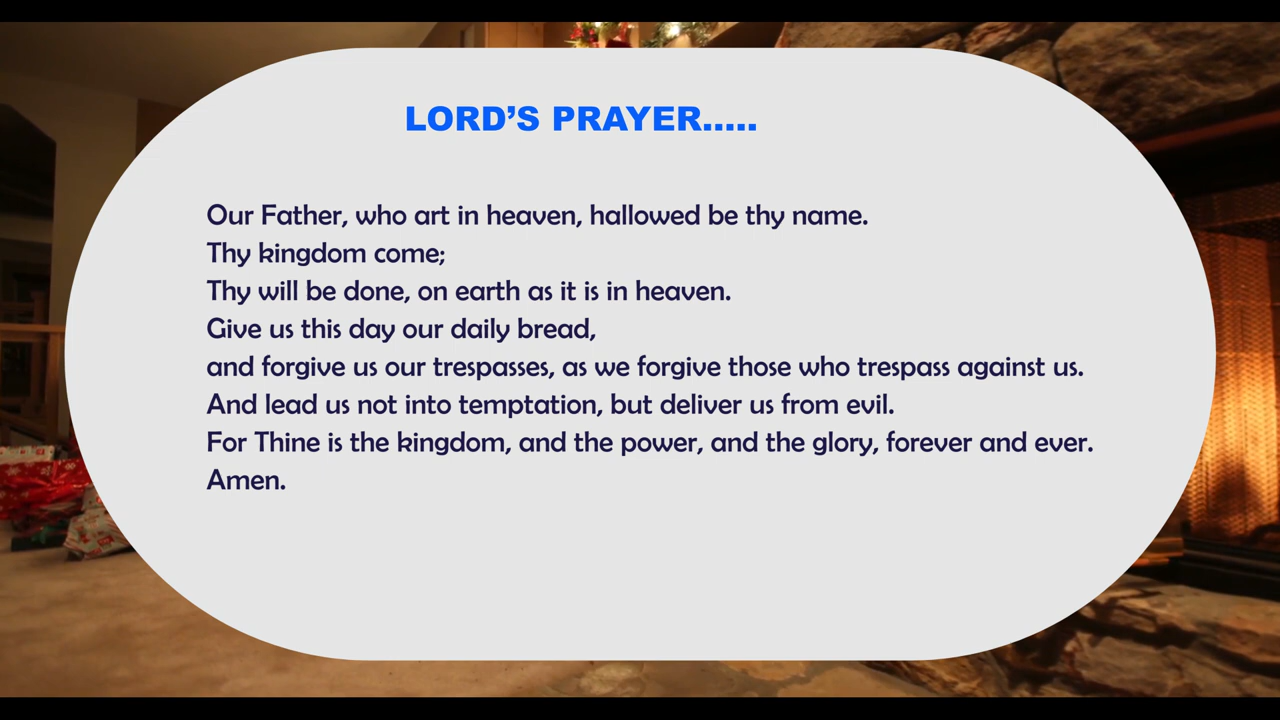 LORD’S PRAYER.....
Our Father, who art in heaven, hallowed be thy name.
Thy kingdom come;
Thy will be done, on earth as it is in heaven.
Give us this day our daily bread,
and forgive us our trespasses, as we forgive those who trespass against us.
And lead us not into temptation, but deliver us from evil.
For Thine is the kingdom, and the power, and the glory, forever and ever.
Amen.